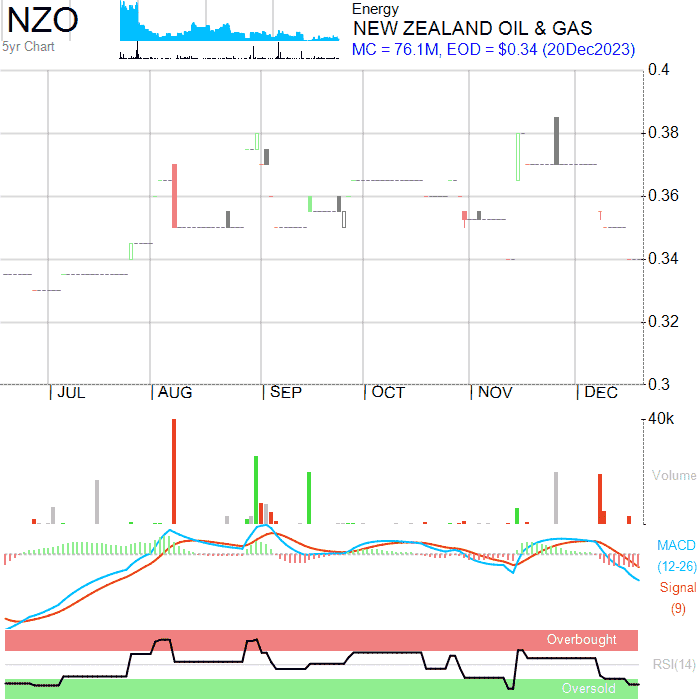 NZO
5yr Chart
Energy
NEW ZEALAND OIL & GAS
MC = 76.1M, EOD = $0.34 (20Dec2023)
0.4
0.38
0.36
0.34
0.32
0.3
JUL
AUG
SEP
OCT
NOV
DEC
40k
Volume
MACD
(12-26)
Signal
(9)
Overbought
RSI(14)
Oversold